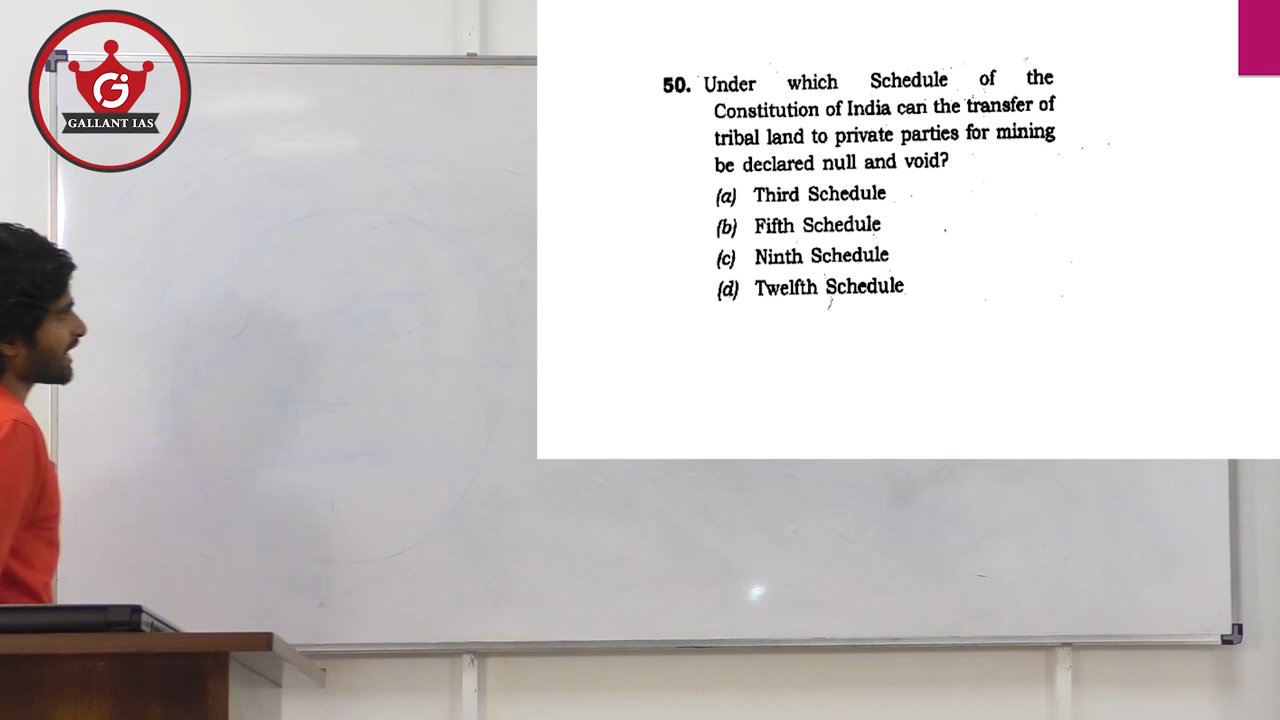 GALLANT IAS
50. Under which Schedule of the
Constitution of India can the transfer of
tribal land to private parties for mining
be declared null and void?
(a) Third Schedule
(b) Fifth Schedule
(c) Ninth Schedule
(d) Twelfth Schedule